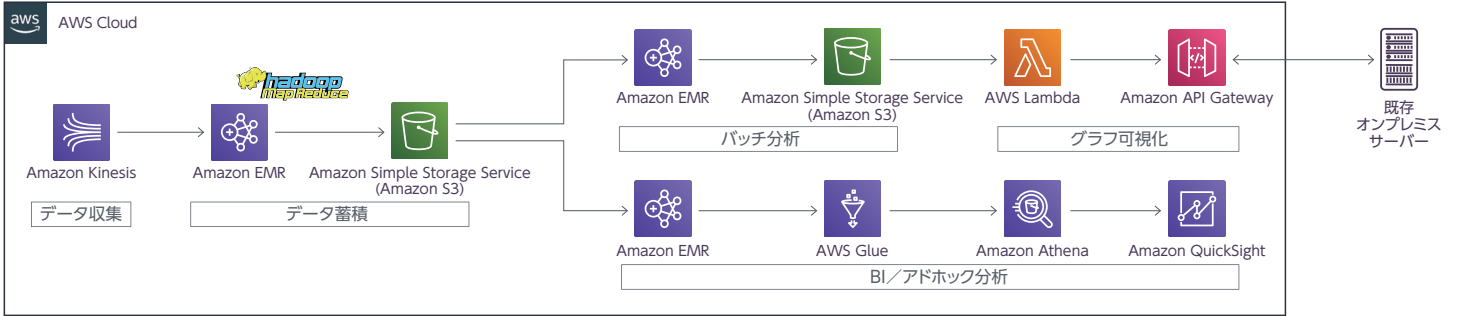 aws
AWS Cloud
hadoop
Map Reduce
Amazon Kinesis
データ収集
Amazon EMR
Amazon Simple Storage Service
(Amazon S3)
データ蓄積
Amazon EMR
Amazon Simple Storage Service
(Amazon S3)
バッチ分析
AWS Lambda
Amazon API Gateway
グラフ可視化
既存
オンプレミス
サーバー
Amazon EMR
AWS Glue
Amazon Athena
Amazon QuickSight
BI／アドホック分析